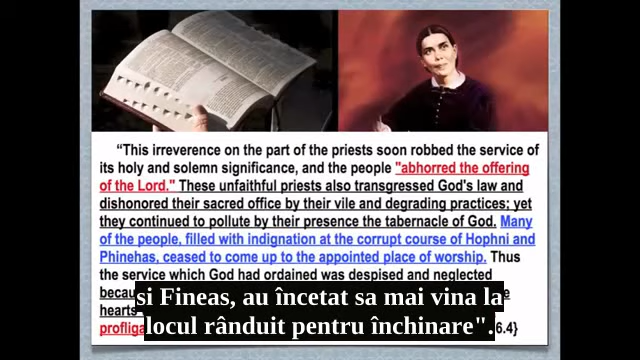 “This irreverence on the part of the priests soon robbed the service of
its holy and solemn significance, and the people "abhorred the offering
of the Lord." These unfaithful priests also transgressed God's law and
dishonored their sacred office by their vile and degrading practices; yet
they continued to pollute by their presence the tabernacle of God. Many
of the people, filled with indignation at the corrupt course of Hophni and
Phinehas, ceased to come up to the appointed place of worship. Thus
the service which God had ordained was despised and neglected
hearts
6.4}
si Fineas, au încetat sa mai vina la
locul rânduit pentru închinare".